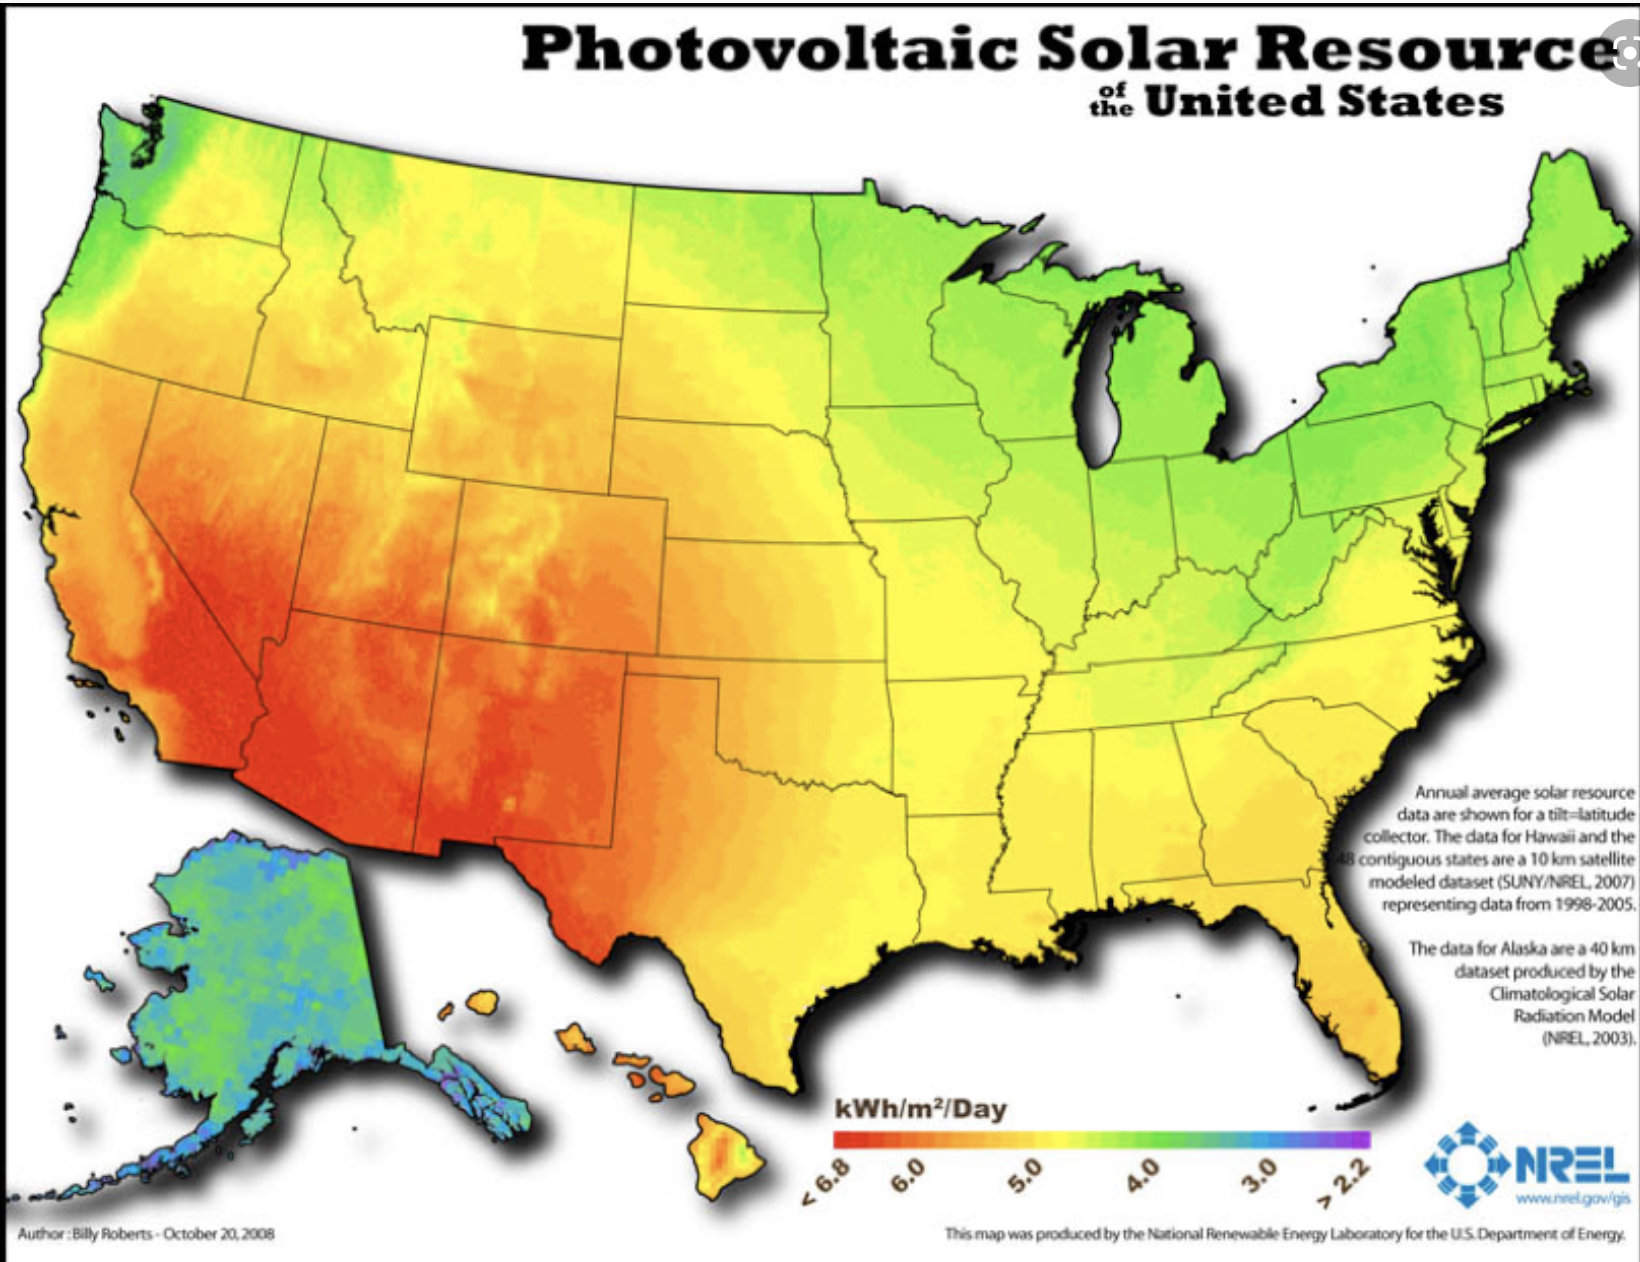 Photovoltaic Solar Resource
of the United States
Annual average solar resource
data are shown for a tilt=latitude
collector. The data for Hawaii and the
48 contiguous states are a 10 km satellite
modeled dataset (SUNY/NREL, 2007)
representing data from 1998-2005.
The data for Alaska are a 40 km
dataset produced by the
Climatological Solar
Radiation Model
(NREL, 2003).
kWh/m²/Day
< 6.8 6.0 5.0 4.0 3.0 > 2.2
NREL
www.nrel.gov/gis
Author : Billy Roberts - October 20, 2008
This map was produced by the National Renewable Energy Laboratory for the U.S. Department of Energy.